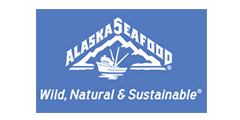 ALASKA SEAFOOD®
Wild, Natural & Sustainable®